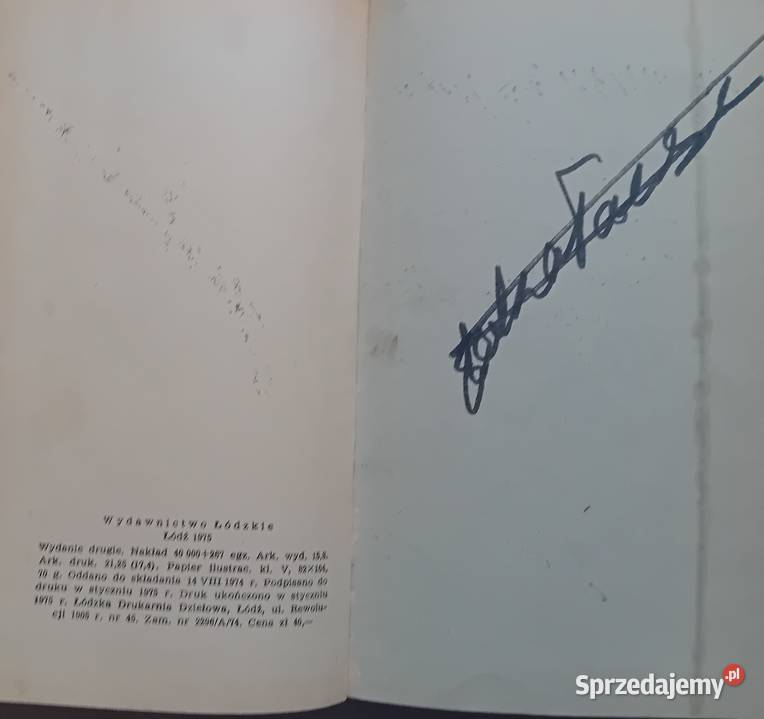 Wydawnictwo Łódzkie
Łódź 1975
Wydanie drugie. Nakład 40 000+267 egz. Ark. wyd. 15,8.
Ark. druk. 21,25 (17,4). Papier ilustrac. kl. V, 82×104,
70 g. Oddano do składania 14 VIII 1974 r. Podpisano do
druku w styczniu 1975 r. Druk ukończono w styczniu
1975 r. Łódzka Drukarnia Dziełowa, Łódź, ul. Rewolu-
cji 1905 r. nr 45. Zam. nr 2296/A/74. Cena zł 40,—
Sprzedajemy.pl